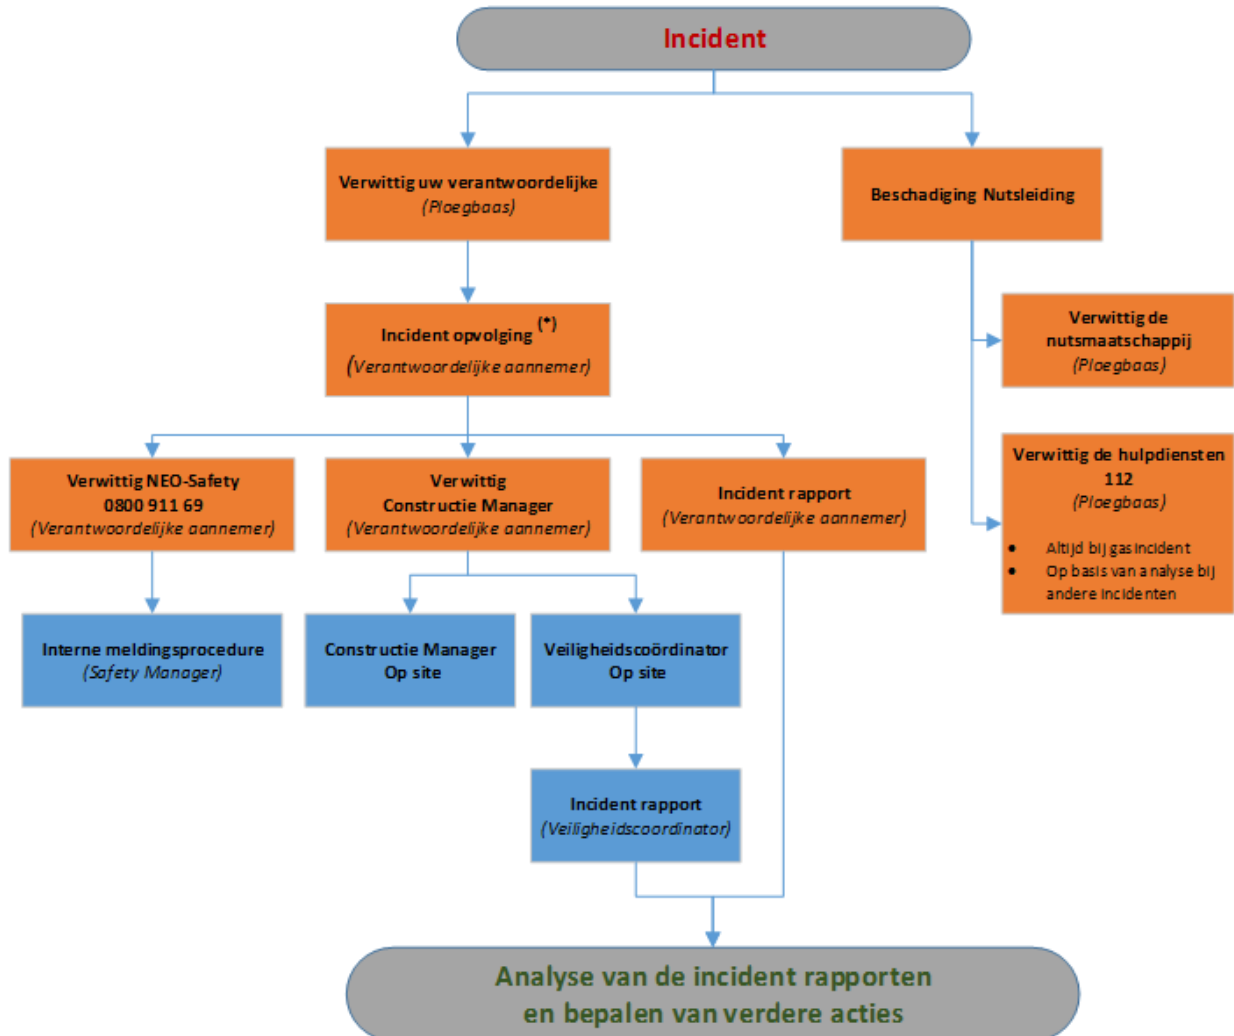 Incident
Verwittig uw verantwoordelijke
(Ploegbaas)
Beschadiging Nutsleiding
Incident opvolging (*)
(Verantwoordelijke aannemer)
Verwittig de
nutsmaatschappij
(Ploegbaas)
Verwittig de hulpdiensten
112
(Ploegbaas)
• Altijd bij gasincident
• Op basis van analyse bij
andere incidenten
Verwittig NEO-Safety
0800 911 69
(Verantwoordelijke aannemer)
Verwittig
Constructie Manager
(Verantwoordelijke aannemer)
Incident rapport
(Verantwoordelijke aannemer)
Interne meldingsprocedure
(Safety Manager)
Constructie Manager
Op site
Veiligheidscoördinator
Op site
Incident rapport
(Veiligheidscoordinator)
Analyse van de incident rapporten
en bepalen van verdere acties